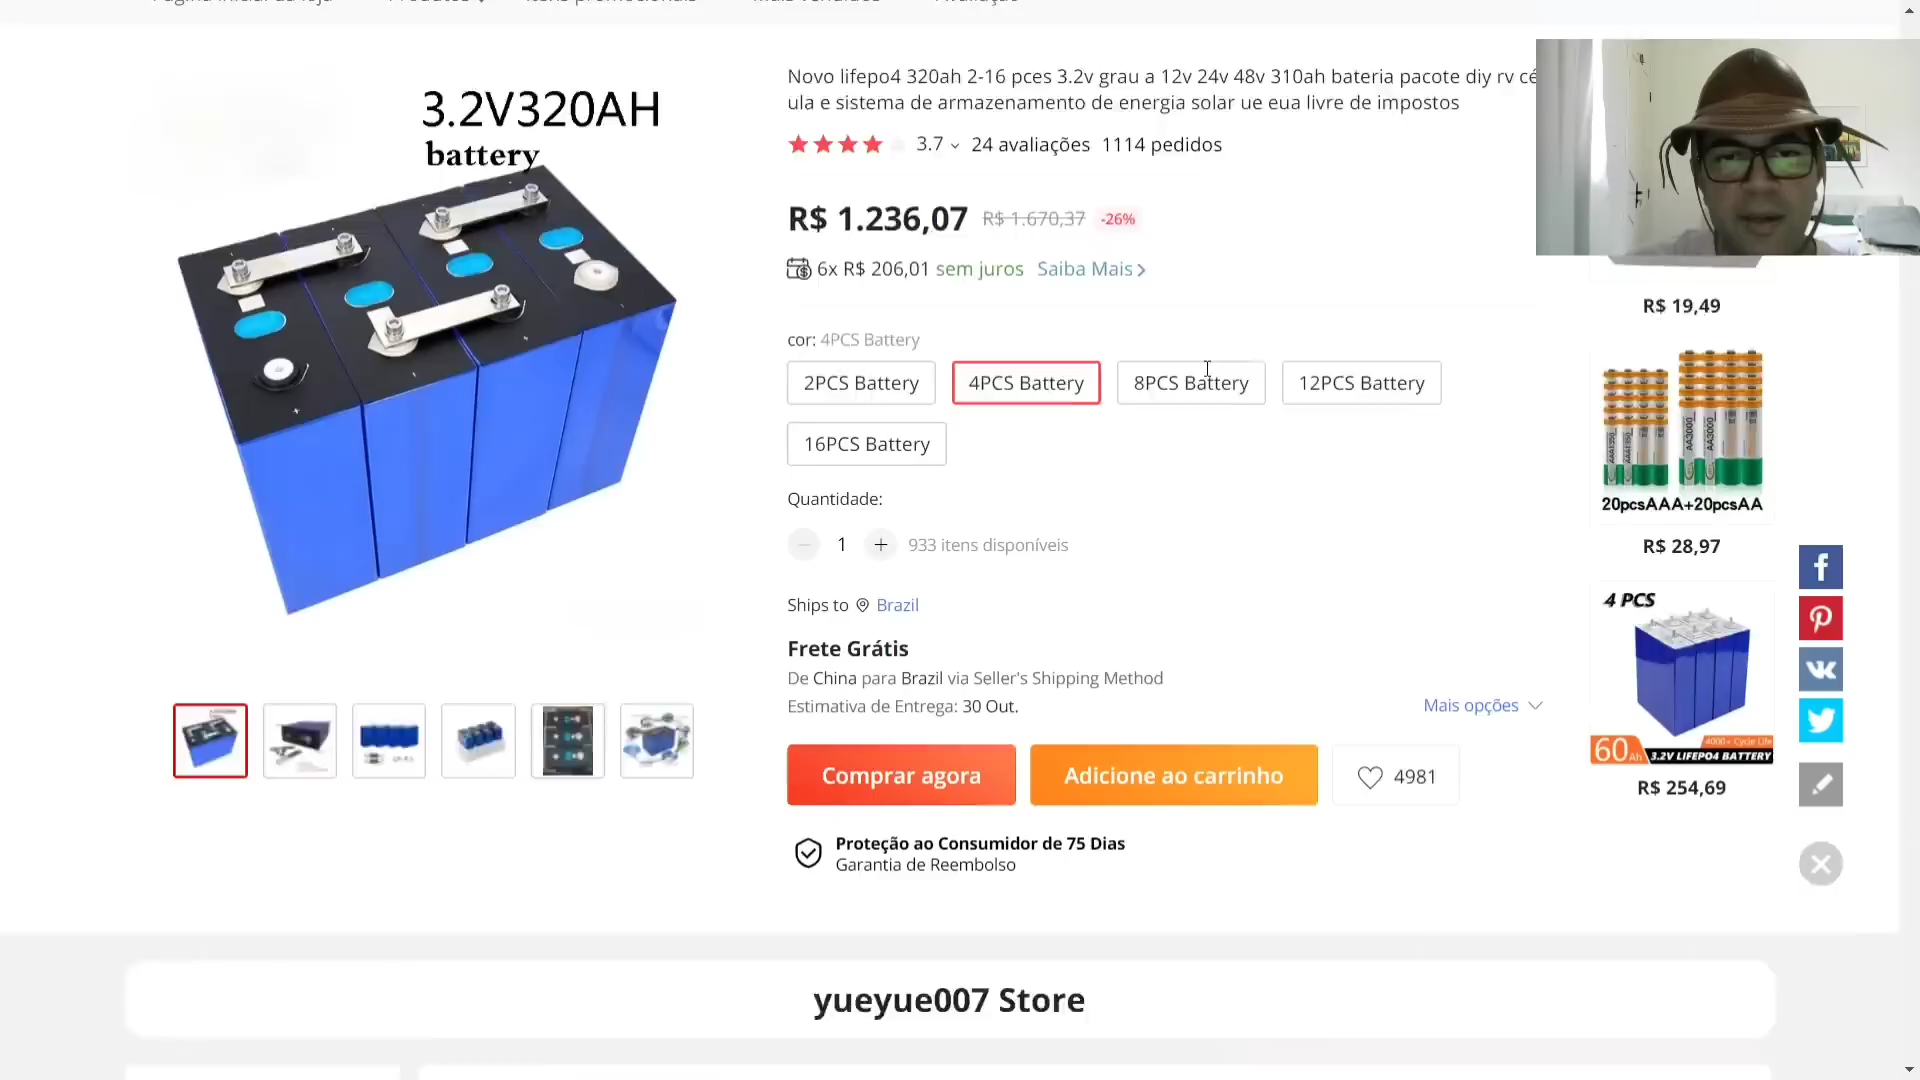 3.2V320AH
battery
Novo lifepo4 320ah 2-16 pces 3.2v grau a 12v 24v 48v 310ah bateria pacote diy rv cé
ula e sistema de armazenamento de energia solar ue eua livre de impostos
3.7 24 avaliações 1114 pedidos
R$ 1.236,07 R$ 1.670,37 -26%
6x R$ 206,01 sem juros Saiba Mais
cor: 4PCS Battery
2PCS Battery 4PCS Battery 8PCS Battery 12PCS Battery
16PCS Battery
Quantidade:
1 933 itens disponíveis
Ships to Brazil
Frete Grátis
De China para Brazil via Seller's Shipping Method
Estimativa de Entrega: 30 Out.
Mais opções
Comprar agora Adicione ao carrinho 4981
Proteção ao Consumidor de 75 Dias
Garantia de Reembolso
R$ 19,49
20pcsAAA+20pcsAA
R$ 28,97
4 PCS
4000+ Cycle Life
60Ah 3.2V LIFEPO4 BATTERY
R$ 254,69
yueyue007 Store